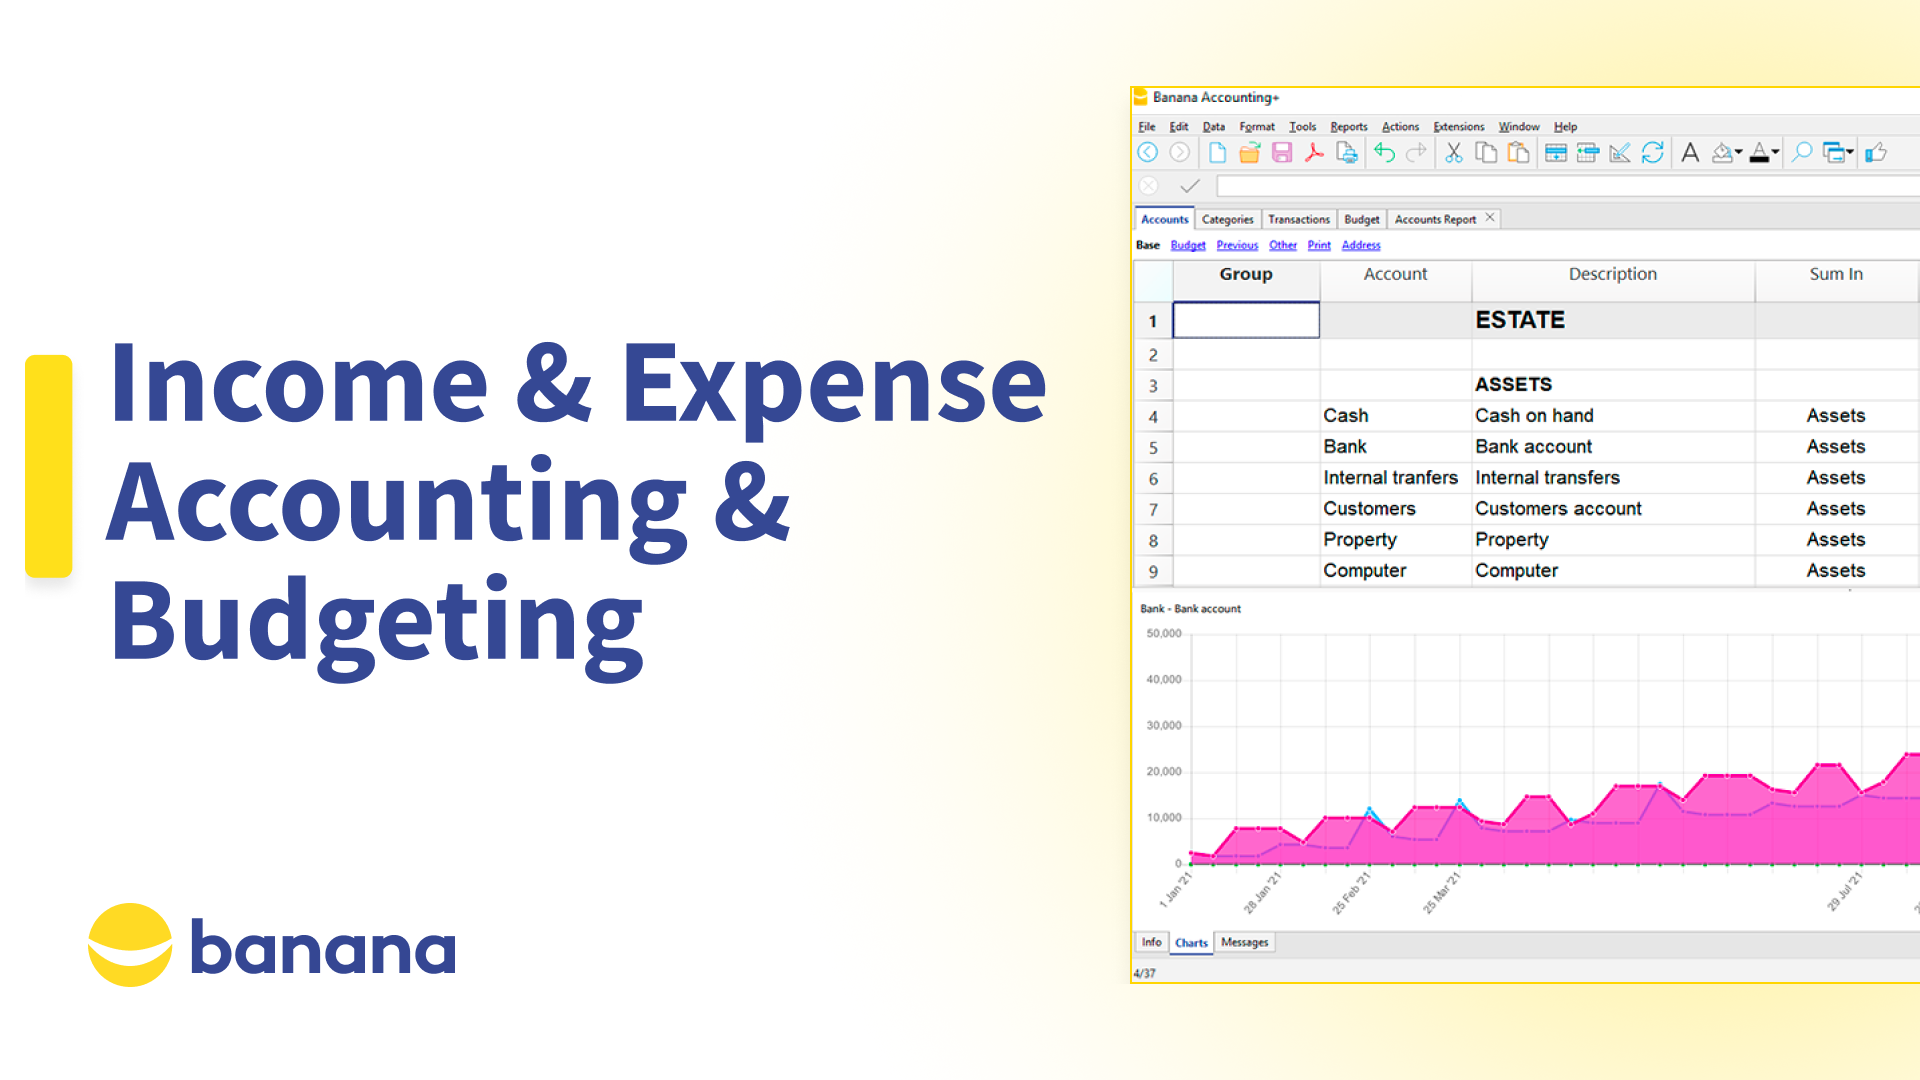 Income & Expense
Accounting &
Budgeting
banana
Banana Accounting+
File Edit Data Format Tools Reports Actions Extensions Window Help
Accounts Categories Transactions Budget Accounts Report
Base Budget Previous Other Print Address
Group Account Description Sum In
1 ESTATE
2
3 ASSETS
4 Cash Cash on hand Assets
5 Bank Bank account Assets
6 Internal tranfers Internal transfers Assets
7 Customers Customers account Assets
8 Property Property Assets
9 Computer Computer Assets
Bank - Bank account
50,000
40,000
30,000
20,000
10,000
0
1 Jan '21 28 Jan '21 25 Feb '21 25 Mar '21 29 Jul '21
Info Charts Messages
4/37